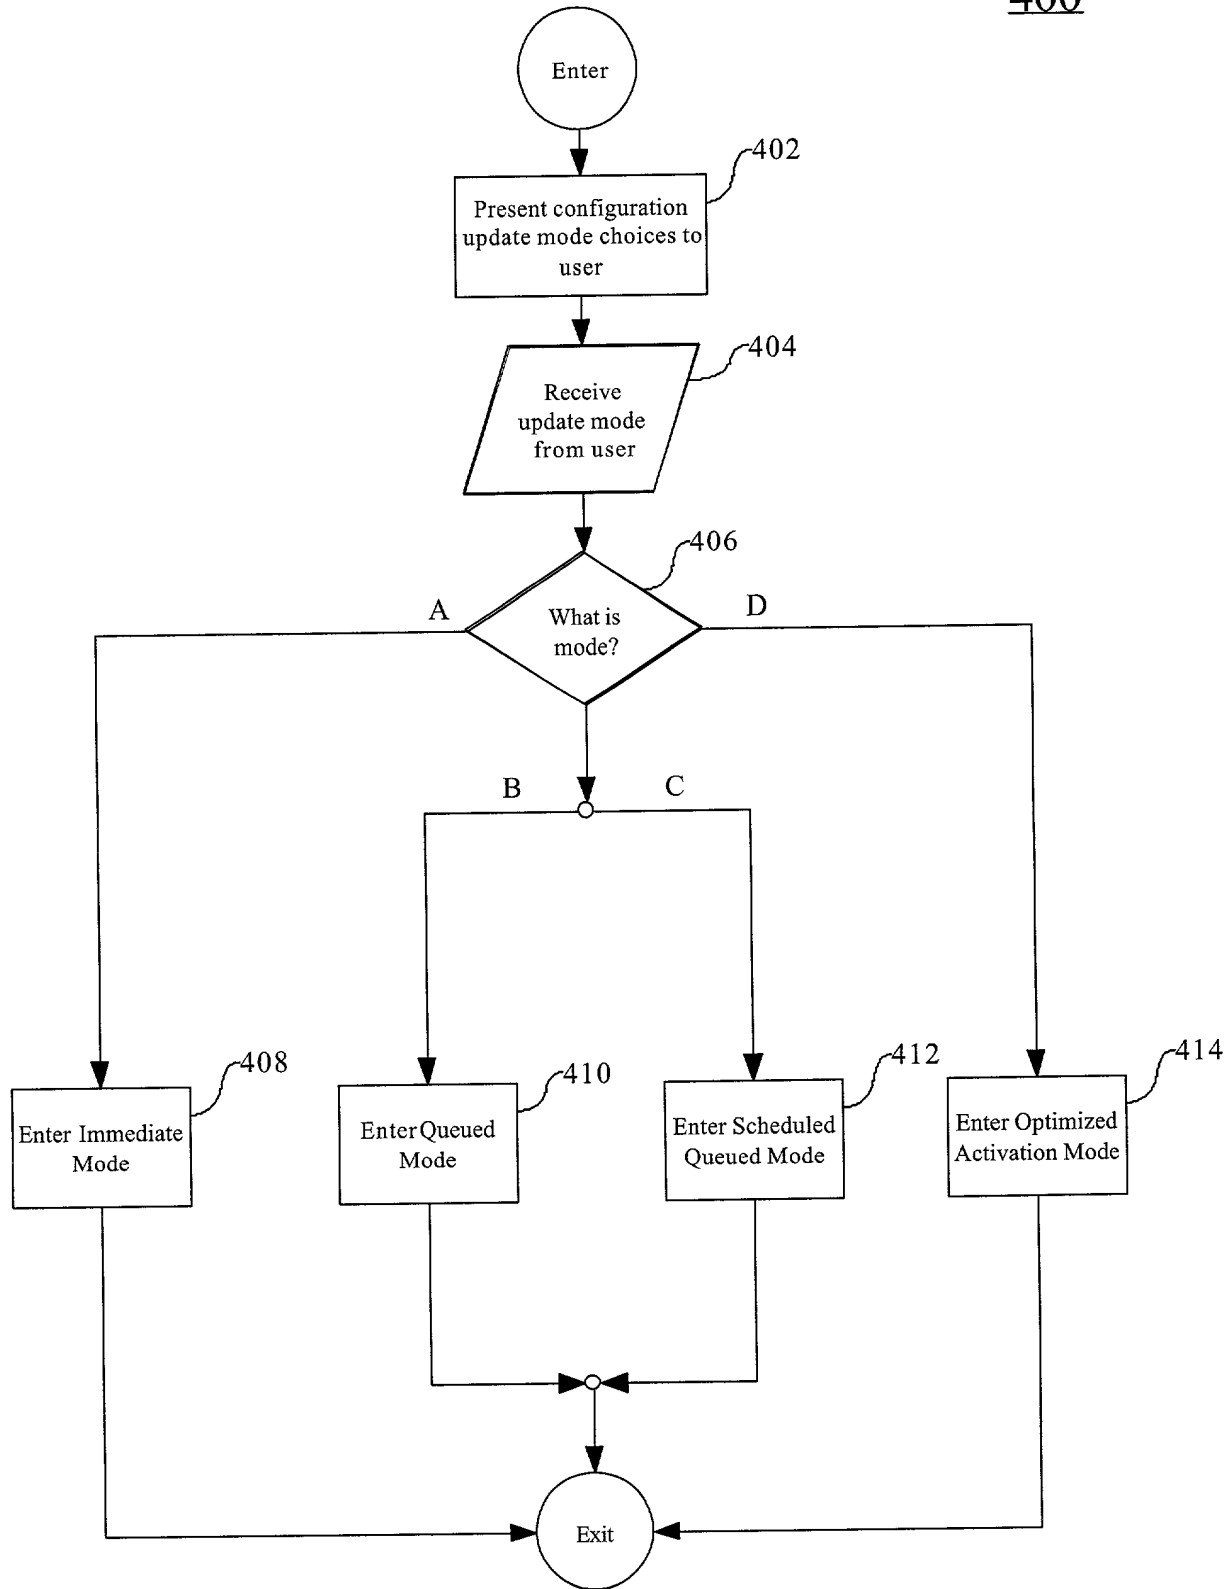 400
Enter
402
Present configuration
update mode choices to
user
404
Receive
update mode
from user
406
What is
mode?
A
D
B
C
408
410
412
414
Enter Immediate
Mode
Enter Queued
Mode
Enter Scheduled
Queued Mode
Enter Optimized
Activation Mode
Exit